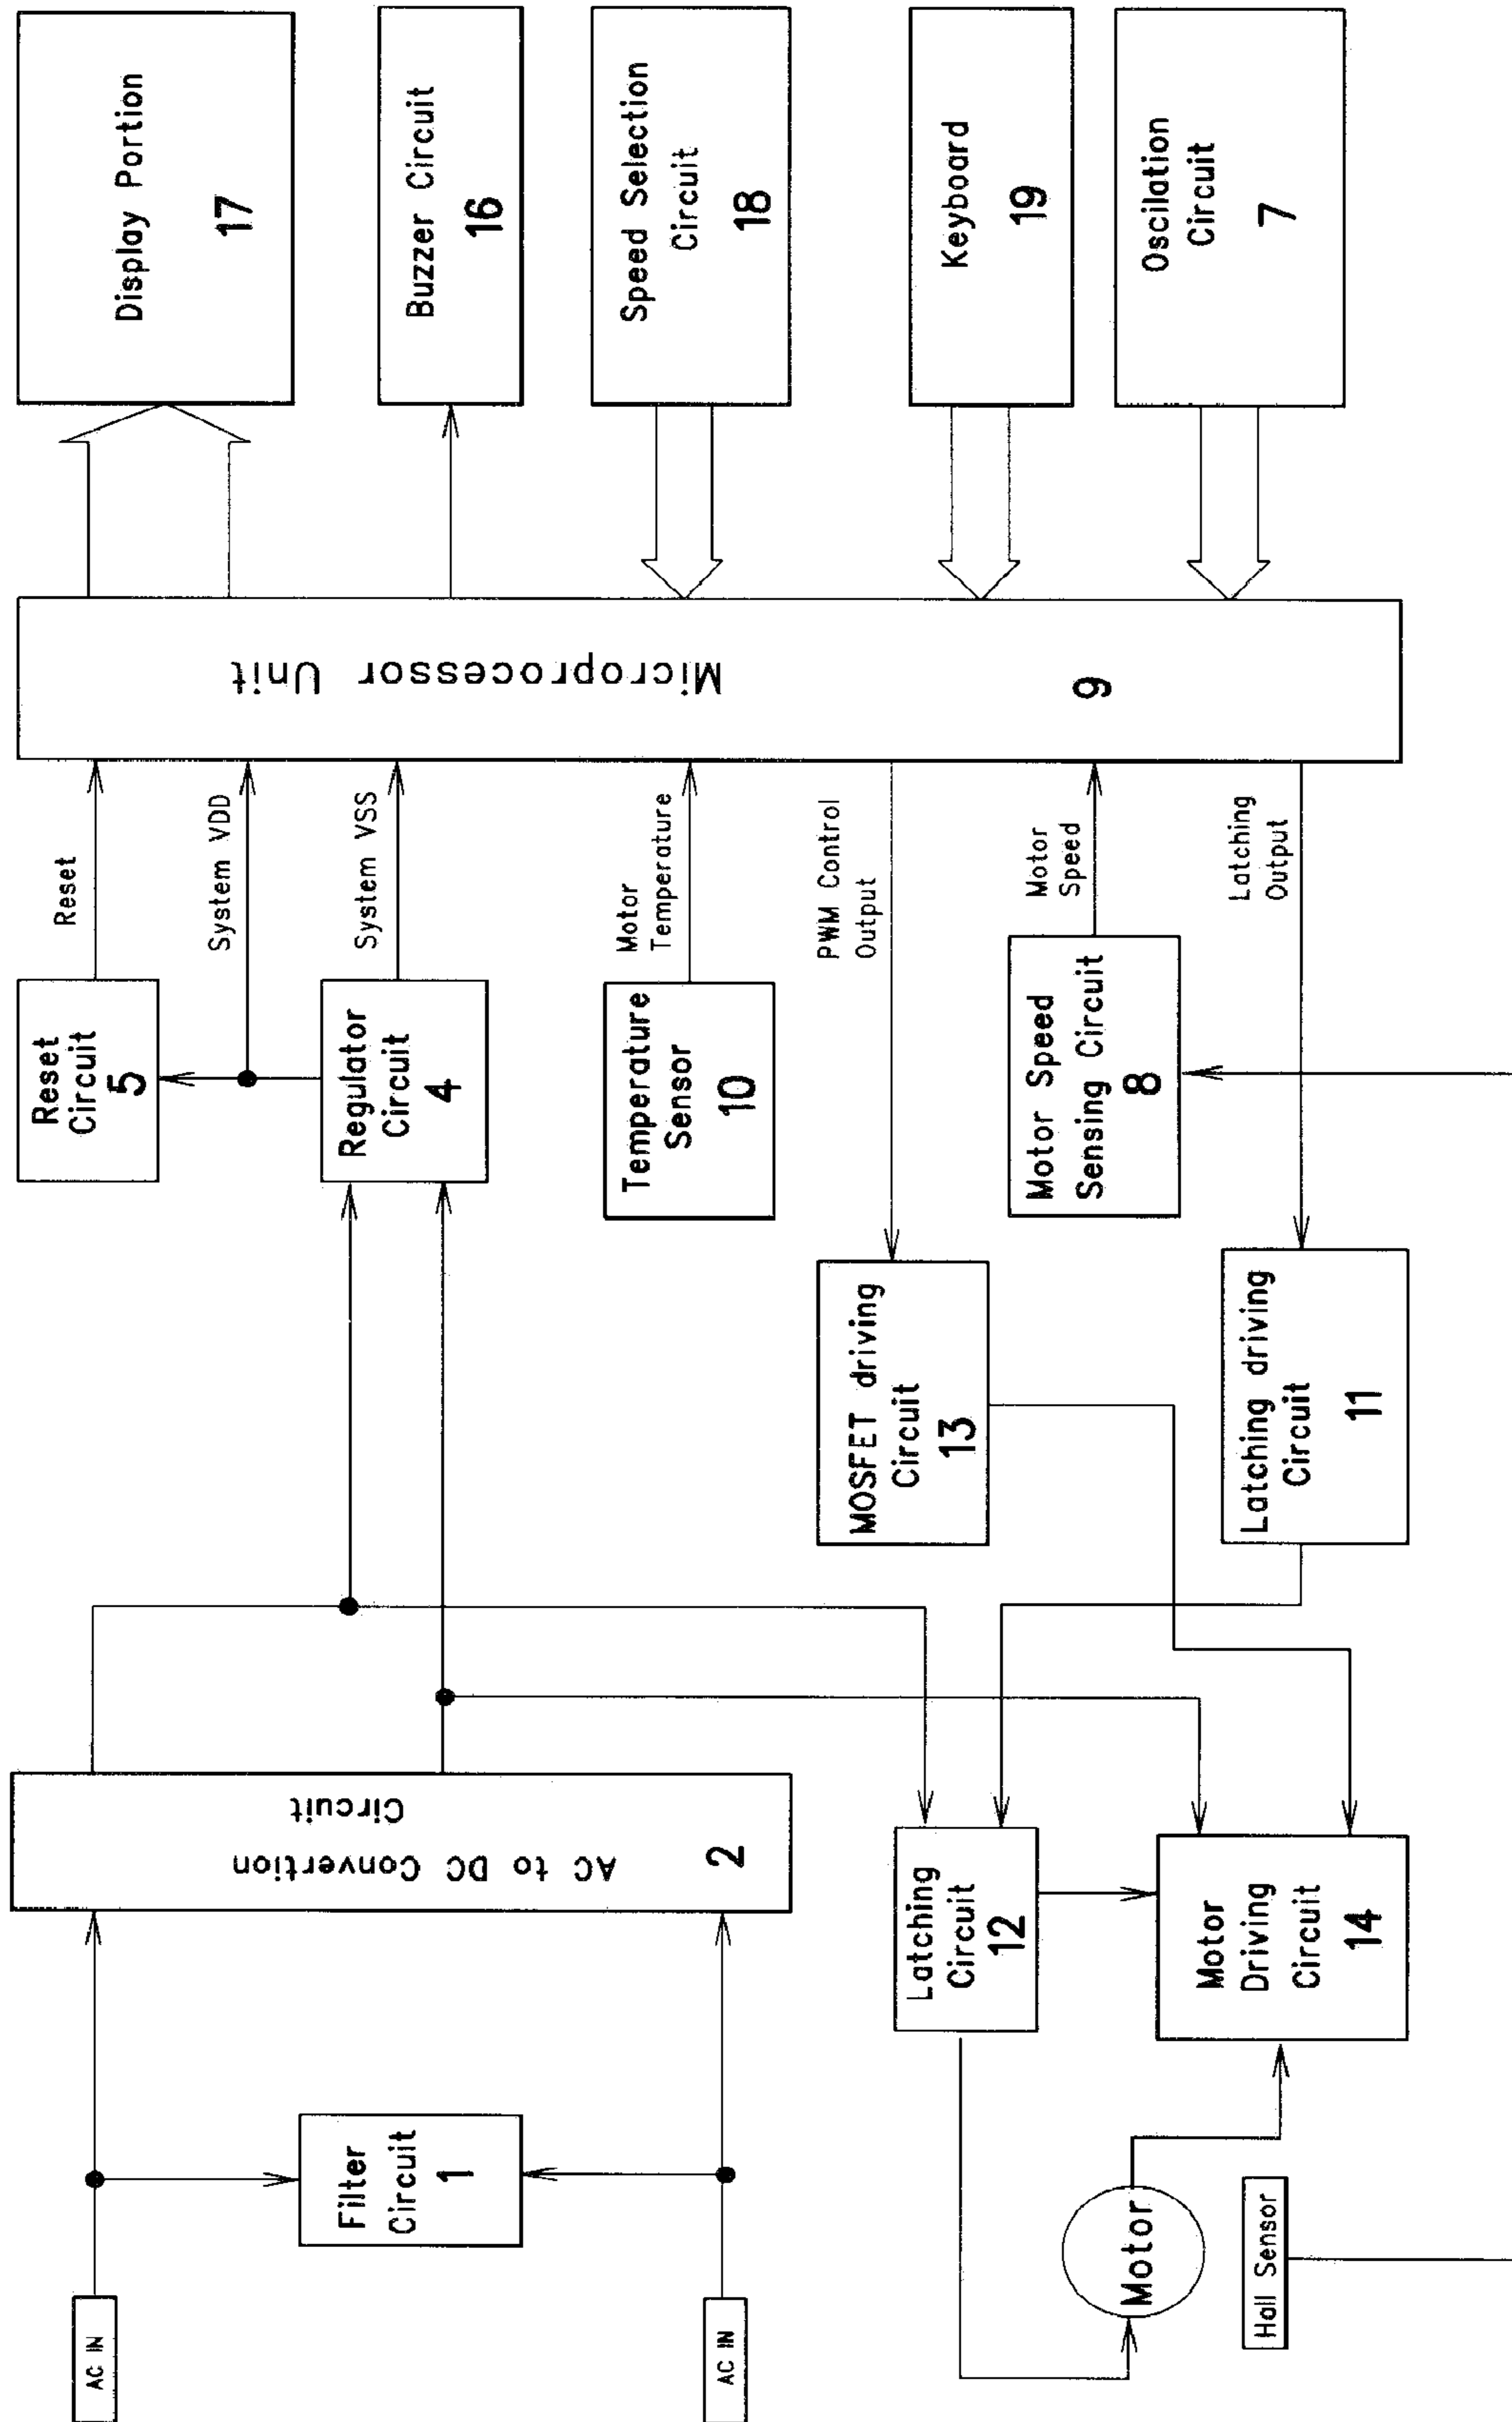 AC IN
AC IN
Filter
Circuit
1
AC to DC Convertion
Circuit
2
Reset
Circuit
5
Regulator
Circuit
4
Reset
System VDD
System VSS
Temperature
Sensor
10
Motor
Temperature
MOSFET driving
Circuit
13
PWM Control
Output
Motor Speed
Sensing Circuit
8
Motor
Speed
Latching driving
Circuit
11
Latching
Output
Latching
Circuit
12
Motor
Driving
Circuit
14
Motor
Hall Sensor
Microprocessor Unit
9
Display Portion
17
Buzzer Circuit
16
Speed Selection
Circuit
18
Keyboard
19
Oscilation
Circuit
7